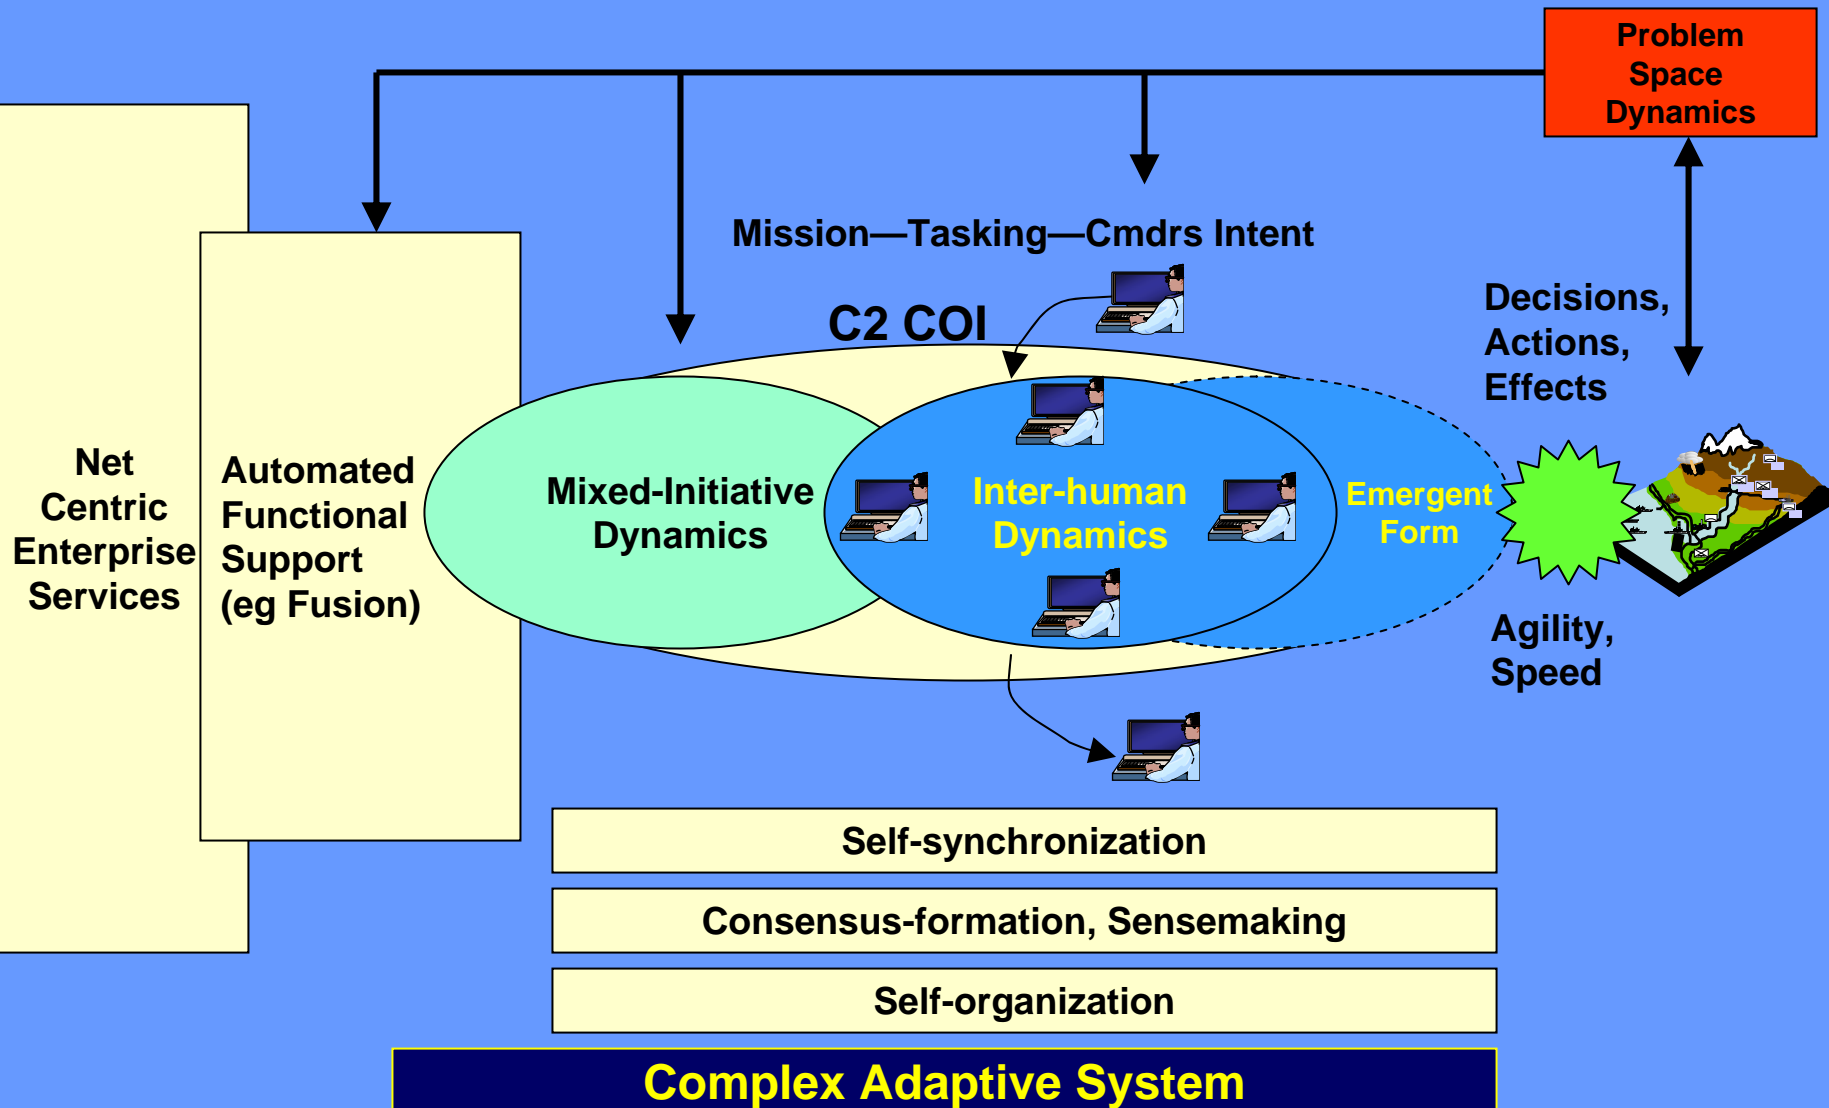 Problem
Space
Dynamics
Mission—Tasking—Cmdrs Intent
C2 COI
Decisions,
Actions,
Effects
Net
Centric
Enterprise
Services
Automated
Functional
Support
(eg Fusion)
Mixed-Initiative
Dynamics
Inter-human
Dynamics
Emergent
Form
Agility,
Speed
Self-synchronization
Consensus-formation, Sensemaking
Self-organization
Complex Adaptive System